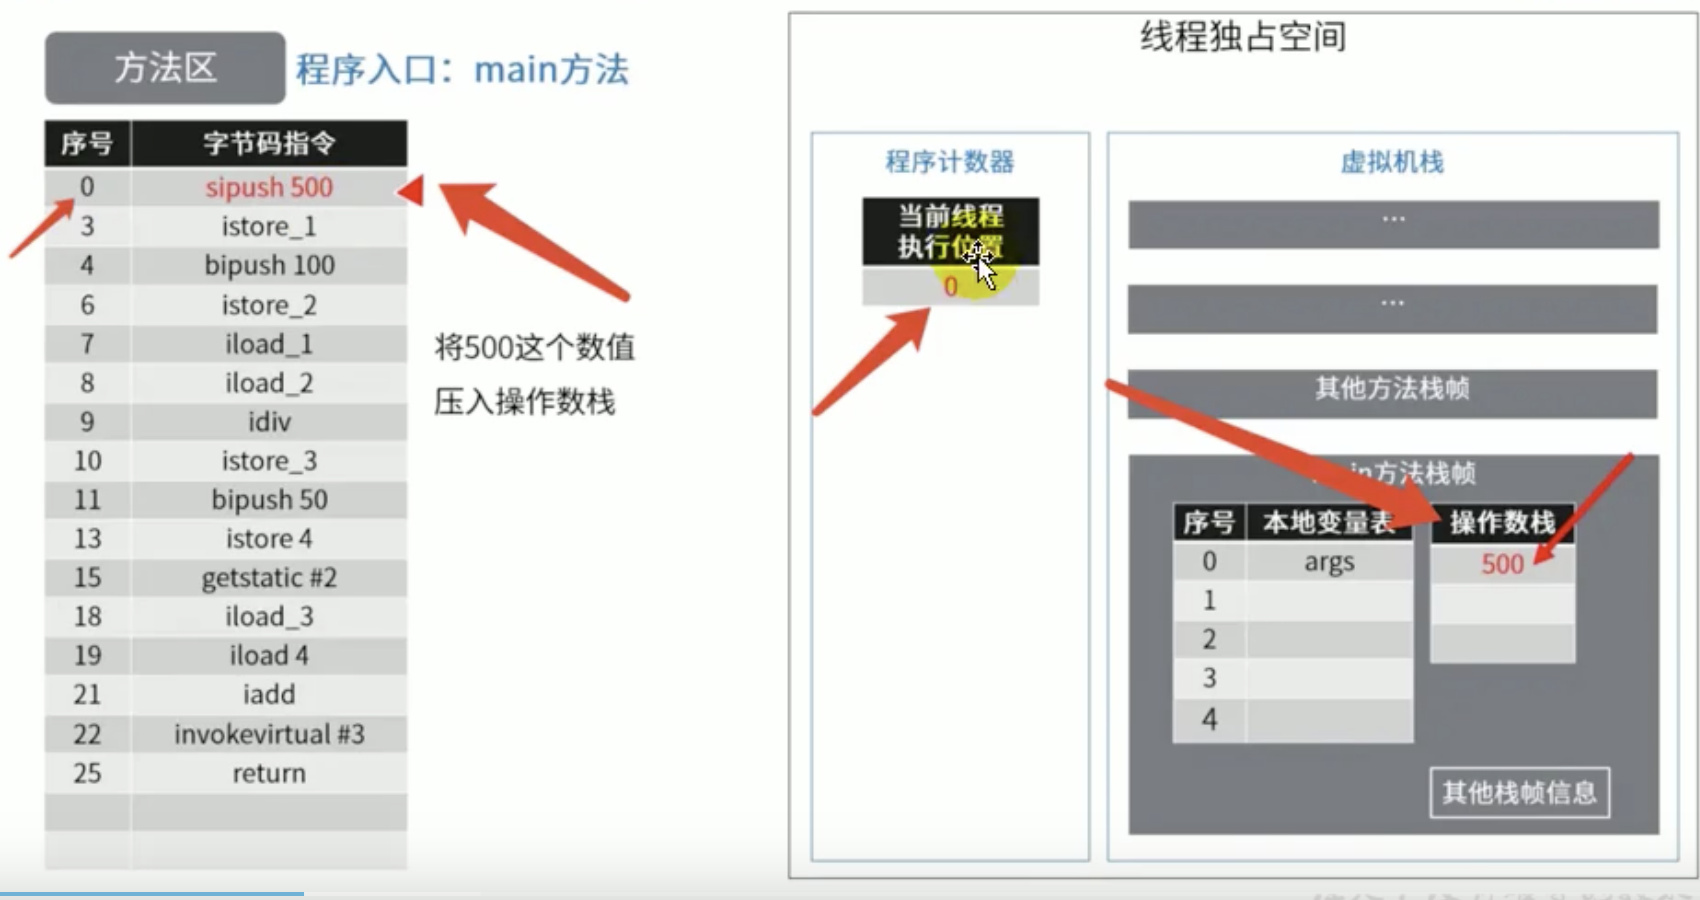 方法区
程序入口：main方法
序号 字节码指令
0 sipush 500
3 istore_1
4 bipush 100
6 istore_2
7 iload_1
8 iload_2
9 idiv
10 istore_3
11 bipush 50
13 istore 4
15 getstatic #2
18 iload_3
19 iload 4
21 iadd
22 invokevirtual #3
25 return
将500这个数值
压入操作数栈
线程独占空间
程序计数器
当前线程
执行位置
0
虚拟机栈
...
...
其他方法栈帧
in方法栈帧
序号 本地变量表
0 args
1
2
3
4
操作数栈
500
其他栈帧信息